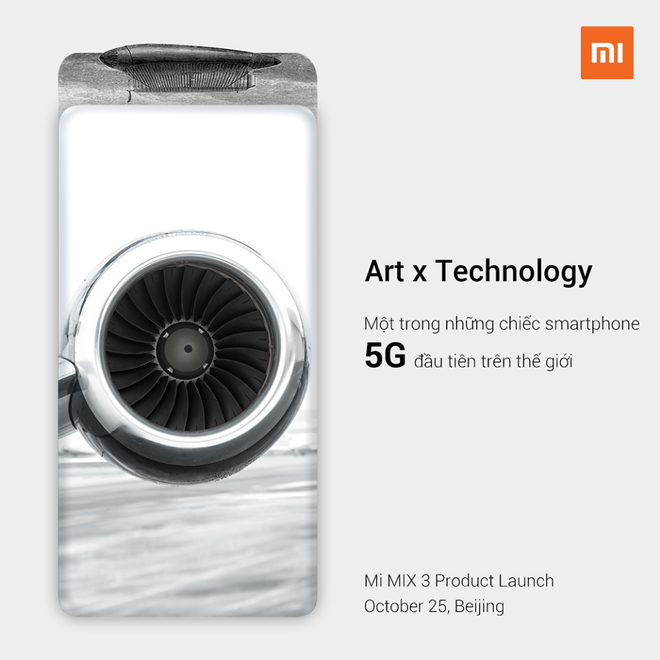 mi
Art x Technology
Một trong những chiếc smartphone
5G đầu tiên trên thế giới
Mi MIX 3 Product Launch
October 25, Beijing